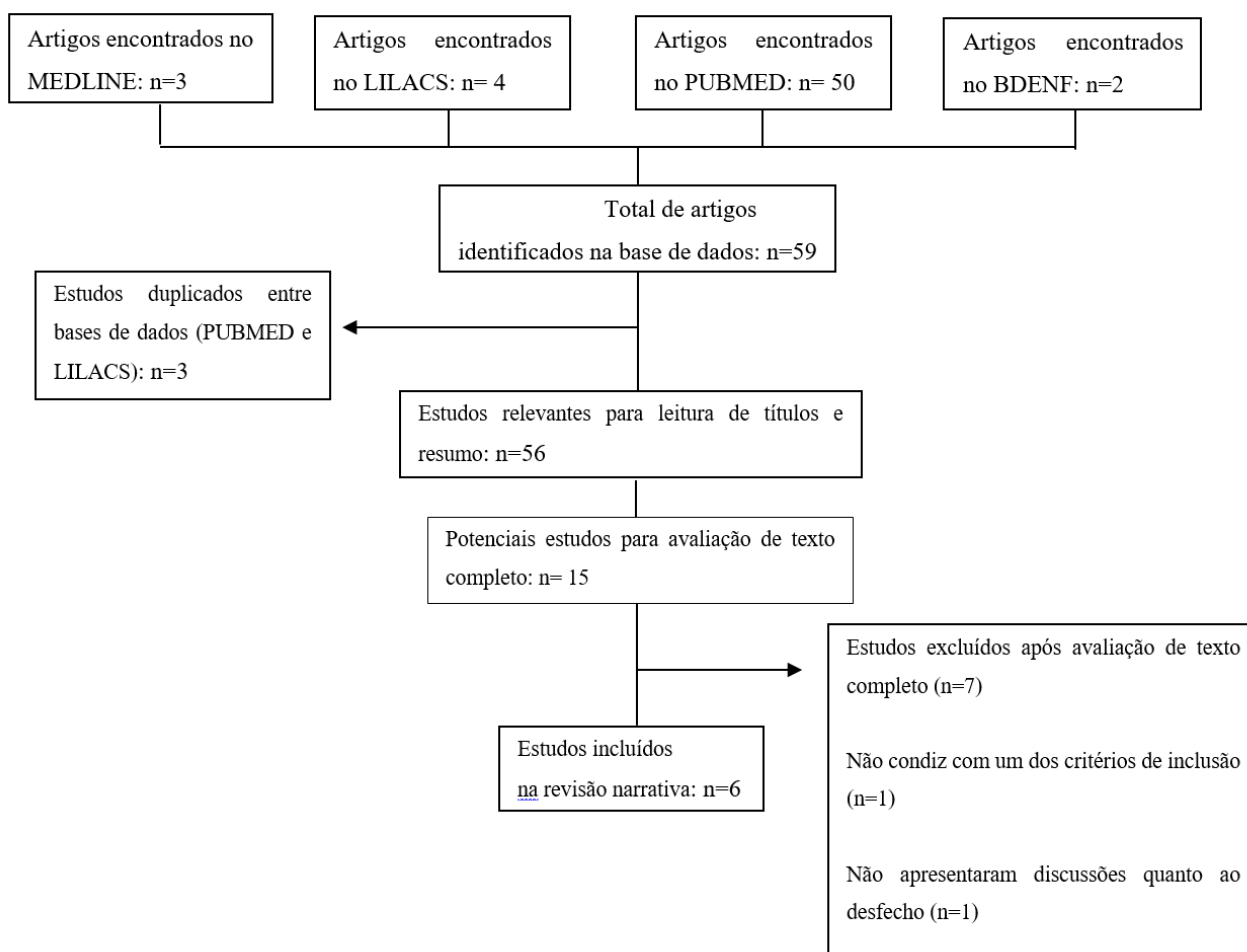 Artigos encontrados no
MEDLINE: n=3
Artigos encontrados
no LILACS: n= 4
Artigos encontrados
no PUBMED: n= 50
Artigos encontrados
no BDENF: n=2
Total de artigos
identificados na base de dados: n=59
Estudos duplicados entre
bases de dados (PUBMED e
LILACS): n=3
Estudos relevantes para leitura de títulos e
resumo: n=56
Potenciais estudos para avaliação de texto
completo: n= 15
Estudos excluídos após avaliação de texto
completo (n=7)
Não condiz com um dos critérios de inclusão
(n=1)
Não apresentaram discussões quanto ao
desfecho (n=1)
Estudos incluídos
na revisão narrativa: n=6